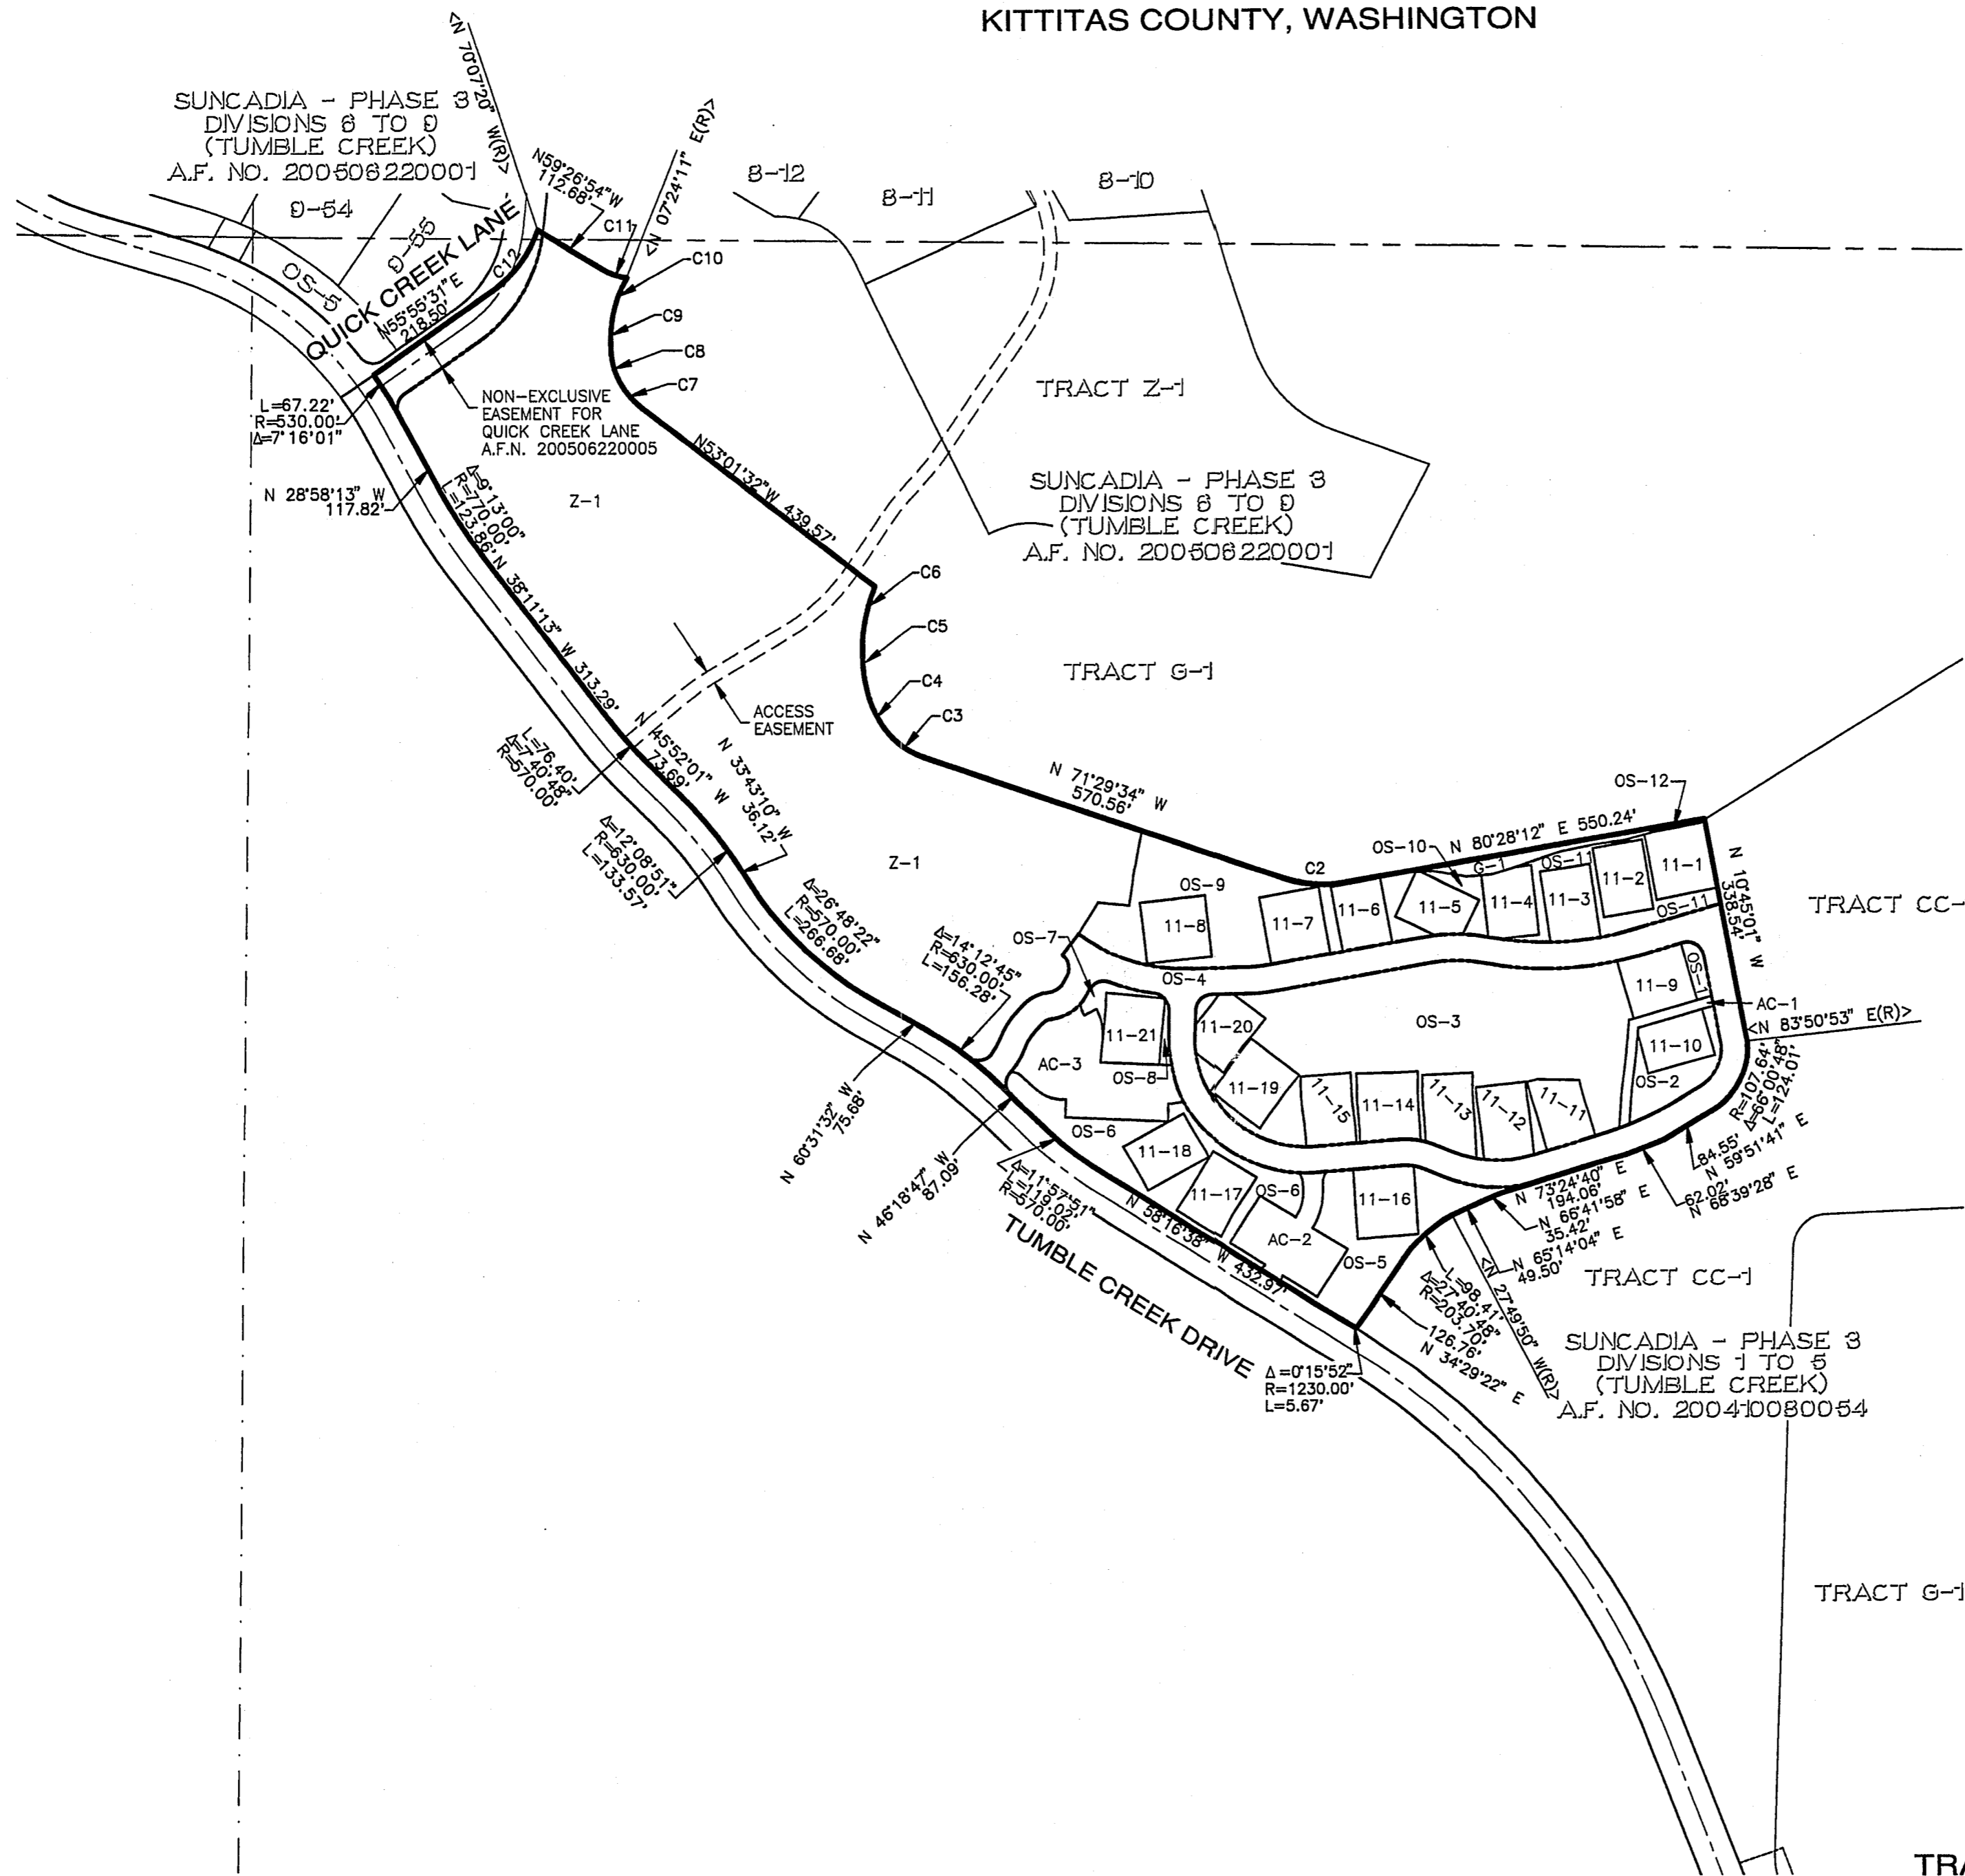 KITTITAS COUNTY, WASHINGTON
<N 70°07'20" W(R)>
SUNCADIA - PHASE 3
DIVISIONS 6 TO 9
(TUMBLE CREEK)
A.F. NO. 200506220001
9-54
9-55
OS-5
QUICK CREEK LANE
N55°55'31"E
218.50'
C12
N59°26'54"W
112.68'
C11
<N 07°24'11" E(R)>
C10
C9
C8
C7
8-12
8-11
8-10
TRACT Z-1
L=67.22'
R=530.00'
Δ=7°16'01"
NON-EXCLUSIVE
EASEMENT FOR
QUICK CREEK LANE
A.F.N. 200506220005
N 28°58'13" W
117.82'
Δ=9°13'00"
R=770.00'
L=123.86'
Z-1
N53°01'32"W 439.57'
SUNCADIA - PHASE 3
DIVISIONS 6 TO 9
(TUMBLE CREEK)
A.F. NO. 200506220001
N 38°11'13" W 313.29'
C6
C5
C4
C3
TRACT G-1
ACCESS
EASEMENT
L=76.40'
Δ=7°40'48"
R=570.00'
N 45°52'01" W
73.69'
N 33°43'10" W
36.12'
Δ=12°08'51"
R=630.00'
L=133.57'
N 71°29'34" W
570.56'
Z-1
C2
OS-12
N 80°28'12" E 550.24'
OS-10
G-1
OS-11
11-1
11-2
11-3
11-4
11-5
11-6
11-7
11-8
OS-9
OS-11
N 10°45'01" W
338.54'
TRACT CC-
Δ=26°48'22"
R=570.00'
L=266.68'
Δ=14°12'45"
R=630.00'
L=156.28'
OS-7
OS-4
OS-3
11-9
OS-1
AC-1
<N 83°50'53" E(R)>
11-10
OS-2
R=107.64'
Δ=66°00'48"
L=124.01'
11-21
11-20
AC-3
OS-8
11-19
11-15
11-14
11-13
11-12
11-11
OS-6
11-18
11-17
OS-6
11-16
AC-2
OS-5
N 60°31'32" W
75.68'
N 46°18'47" W
87.09'
Δ=11°57'51"
L=119.02'
R=570.00'
N 58°16'38" W 432.97'
TUMBLE CREEK DRIVE
84.55'
N 59°51'41" E
62.02'
N 68°39'28" E
N 73°24'40" E
194.06'
N 66°41'58" E
35.42'
N 65°14'04" E
49.50'
<N 27°49'50" W(R)>
L=98.41'
Δ=27°40'48"
R=203.70'
126.76'
N 34°29'22" E
Δ=0°15'52"
R=1230.00'
L=5.67'
TRACT CC-1
SUNCADIA - PHASE 3
DIVISIONS 1 TO 5
(TUMBLE CREEK)
A.F. NO. 200410080054
TRACT G-1
TRA